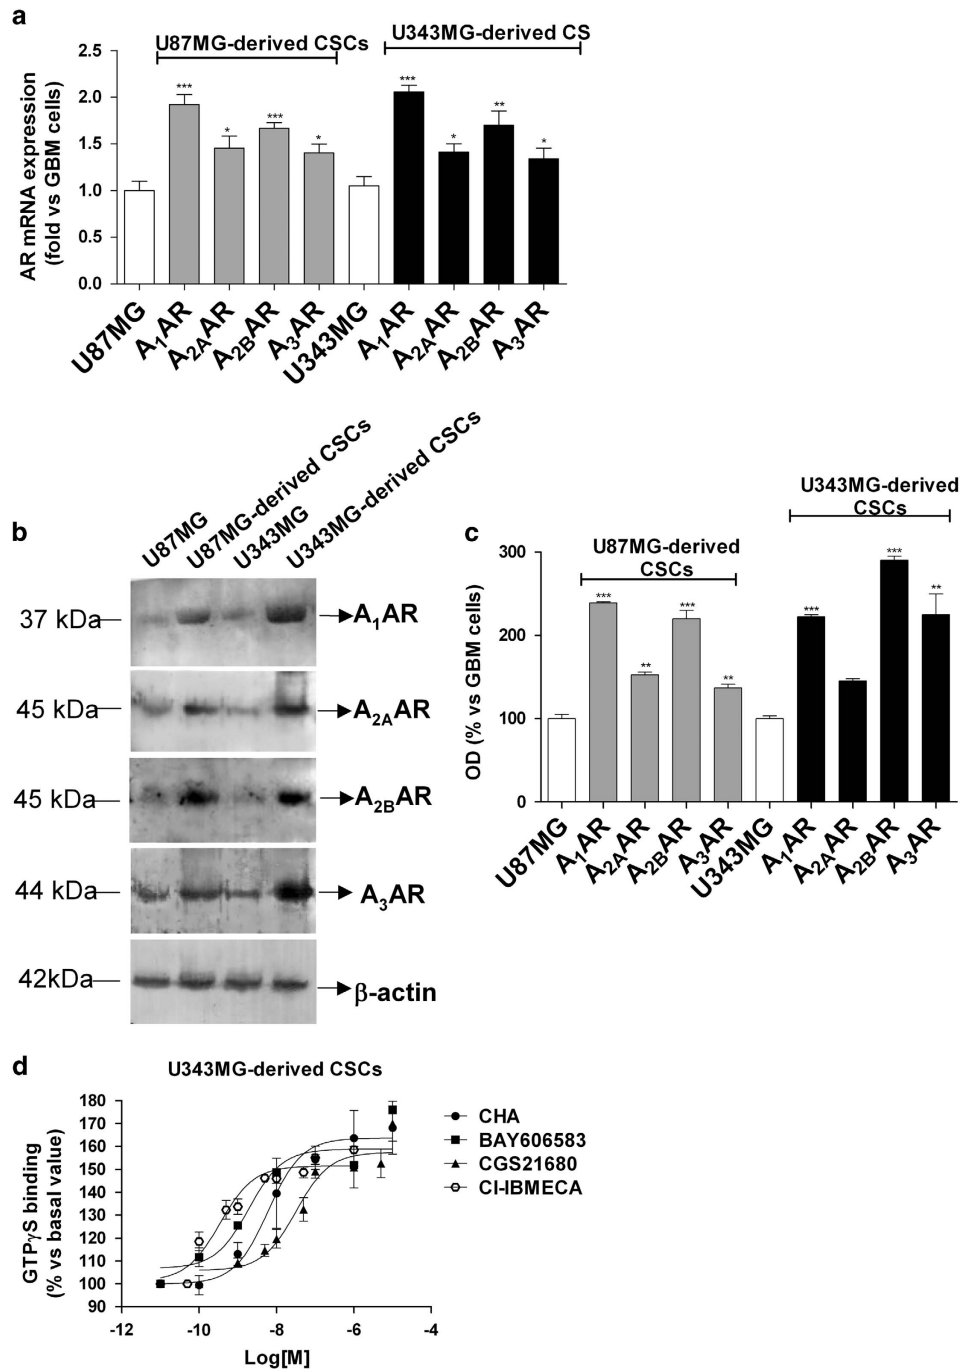 a
U87MG-derived CSCs
U343MG-derived CS
AR mRNA expression
(fold vs GBM cells)
2.5
2.0
1.5
1.0
0.5
0.0
***
*
***
*
***
*
**
*
U87MG
A1AR
A2AAR
A2BAR
A3AR
U343MG
A1AR
A2AAR
A2BAR
A3AR
b
U87MG
U87MG-derived CSCs
U343MG
U343MG-derived CSCs
37 kDa
A1AR
45 kDa
A2AAR
45 kDa
A2BAR
44 kDa
A3AR
42kDa
β-actin
c
U87MG-derived
CSCs
U343MG-derived
CSCs
OD (% vs GBM cells)
300
200
100
0
***
**
***
**
***
***
**
U87MG
A1AR
A2AAR
A2BAR
A3AR
U343MG
A1AR
A2AAR
A2BAR
A3AR
d
U343MG-derived CSCs
GTPγS binding
(% vs basal value)
180
170
160
150
140
130
120
110
100
90
-12
-10
-8
-6
-4
Log[M]
CHA
BAY606583
CGS21680
Cl-IBMECA